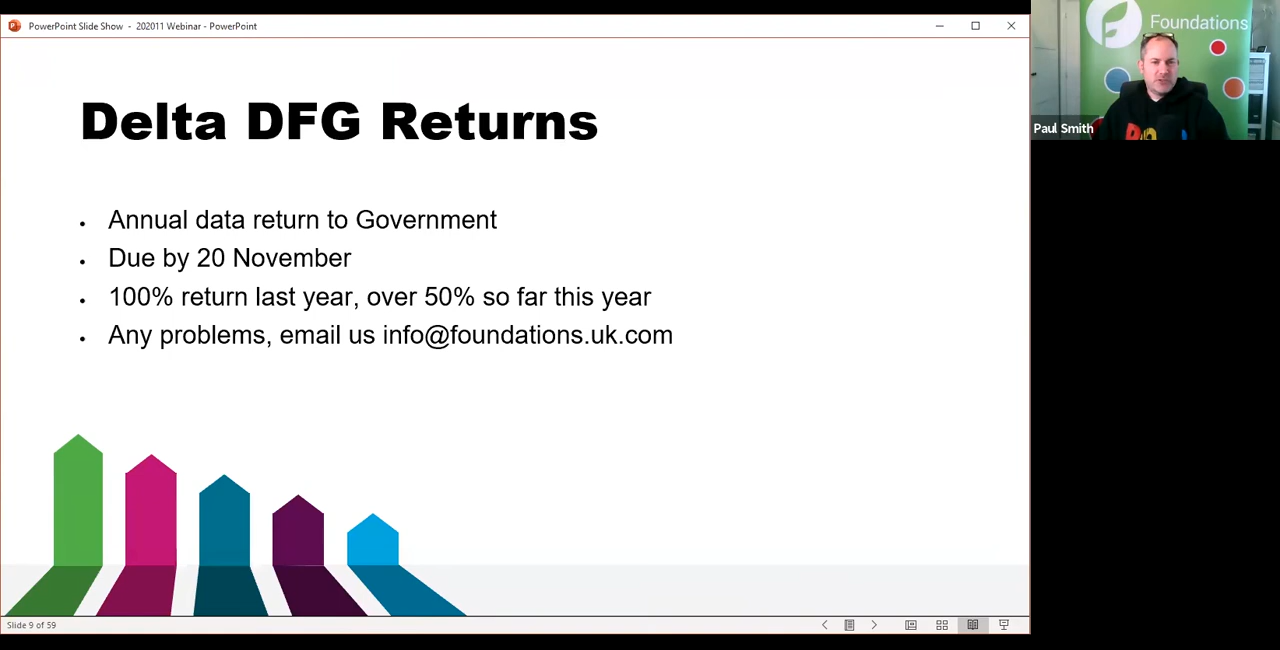 PowerPoint Slide Show - 202011 Webinar - PowerPoint
Foundations
Paul Smith
Delta DFG Returns
• Annual data return to Government
• Due by 20 November
• 100% return last year, over 50% so far this year
• Any problems, email us info@foundations.uk.com
Slide 9 of 59